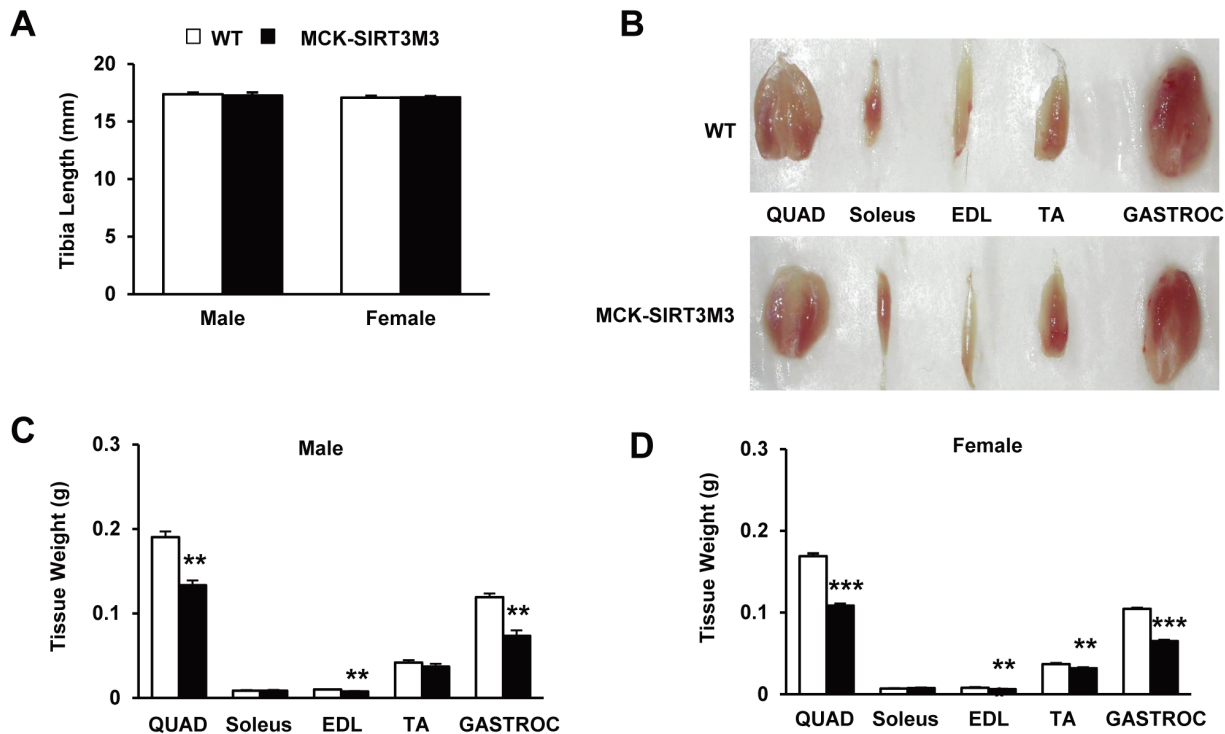 A
WT MCK-SIRT3M3
20
15
10
5
0
Tibia Length (mm)
Male Female
B
WT
QUAD Soleus EDL TA GASTROC
MCK-SIRT3M3
C
Male
0.3
0.2
0.1
0
Tissue Weight (g)
**
**
**
QUAD Soleus EDL TA GASTROC
D
Female
0.3
0.2
0.1
0
Tissue Weight (g)
***
**
**
***
QUAD Soleus EDL TA GASTROC